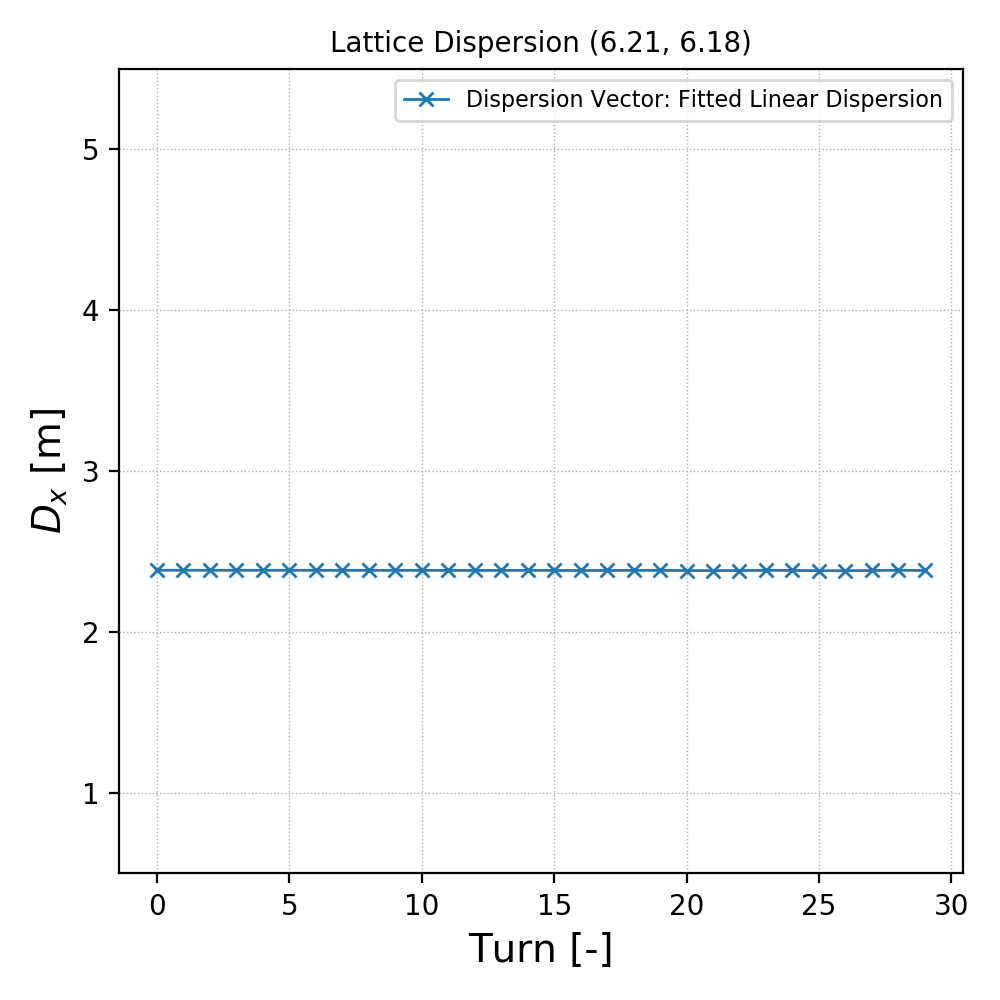 Lattice Dispersion (6.21, 6.18)
Dispersion Vector: Fitted Linear Dispersion
5
4
3
2
1
D_x [m]
0 5 10 15 20 25 30
Turn [-]